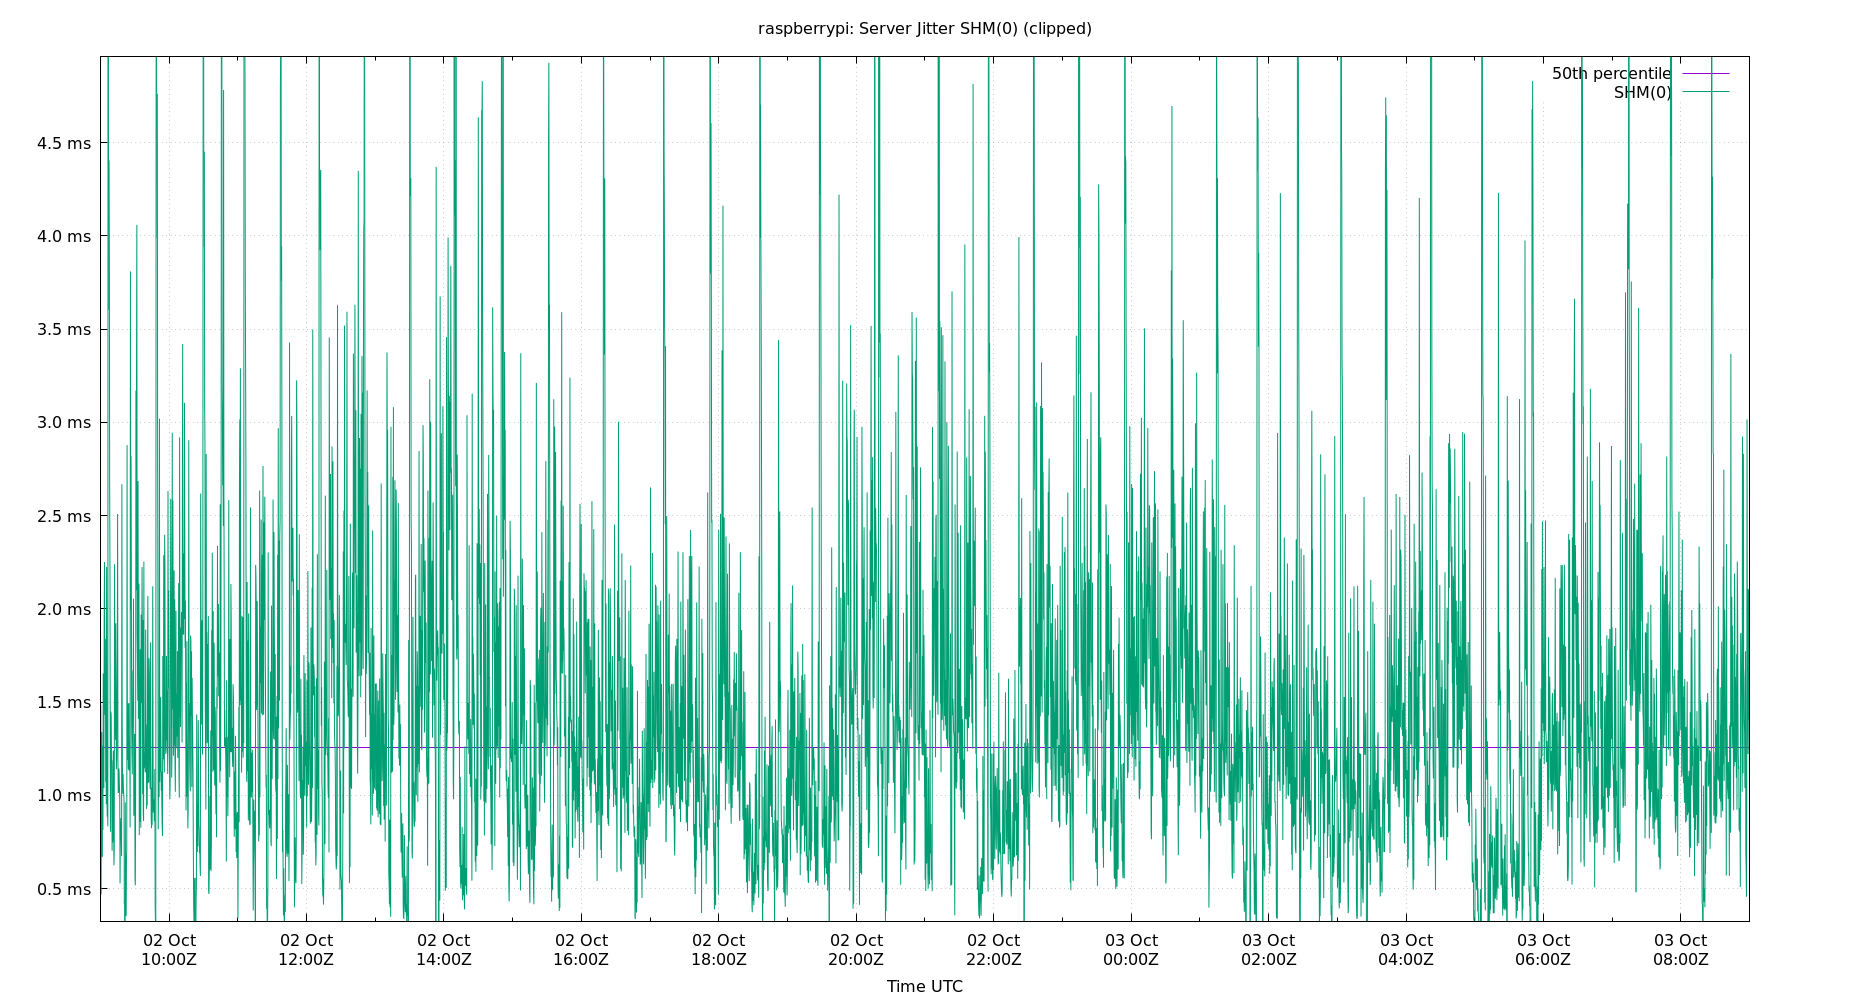 raspberrypi: Server Jitter SHM(0) (clipped)
50th percentile
SHM(0)
4.5 ms
4.0 ms
3.5 ms
3.0 ms
2.5 ms
2.0 ms
1.5 ms
1.0 ms
0.5 ms
02 Oct 02 Oct 02 Oct 02 Oct 02 Oct 02 Oct 02 Oct 03 Oct 03 Oct 03 Oct 03 Oct 03 Oct
10:00Z 12:00Z 14:00Z 16:00Z 18:00Z 20:00Z 22:00Z 00:00Z 02:00Z 04:00Z 06:00Z 08:00Z
Time UTC